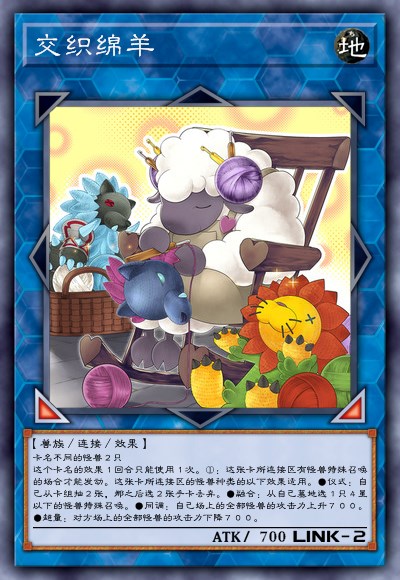 交织绵羊
地
【兽族／连接／效果】
卡名不同的怪兽2只
这个卡名的效果1回合只能使用1次。①：这张卡所连接区有怪兽特殊召唤
的场合才能发动。这张卡所连接区的怪兽种类的以下效果适用。●仪式：自
己从卡组抽2张，那之后选2张手卡丢弃。●融合：从自己墓地选1只4星
以下的怪兽特殊召唤。●同调：自己场上的全部怪兽的攻击力上升700。
●超量：对方场上的全部怪兽的攻击力下降700。
ATK/ 700 LINK-2